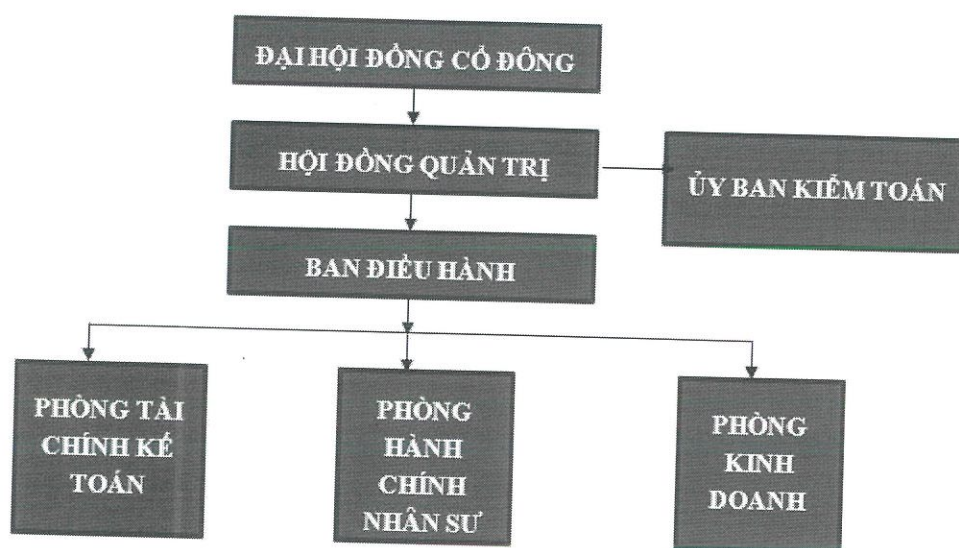 ĐẠI HỘI ĐỒNG CỔ ĐÔNG
HỘI ĐỒNG QUẢN TRỊ
ỦY BAN KIỂM TOÁN
BAN ĐIỀU HÀNH
PHÒNG TÀI
CHÍNH KẾ
TOÁN
PHÒNG
HÀNH
CHÍNH
NHÂN SƯ
PHÒNG
KINH
DOANH